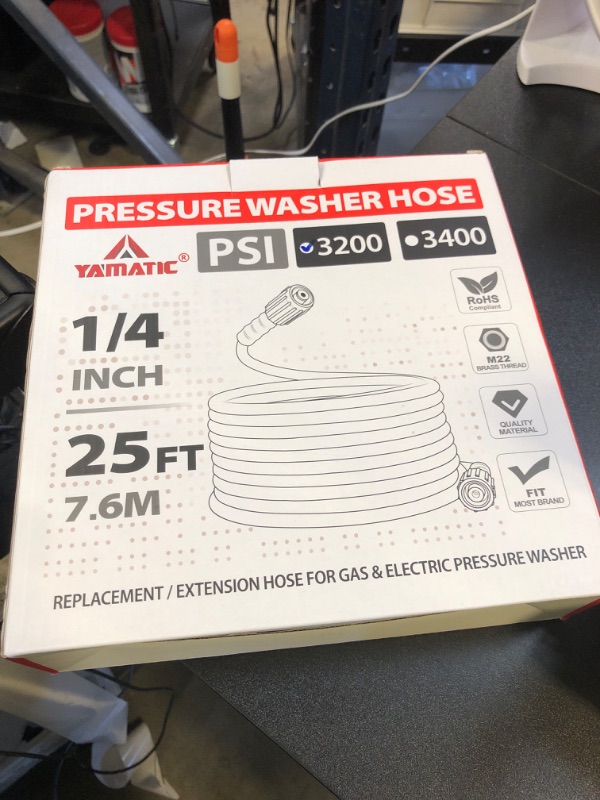 PRESSURE WASHER HOSE
YAMATIC®
PSI 3200 3400
1/4
INCH
25FT
7.6M
RoHS
Compliant
M22
BRASS THREAD
QUALITY
MATERIAL
FIT
MOST BRAND
REPLACEMENT / EXTENSION HOSE FOR GAS & ELECTRIC PRESSURE WASHER